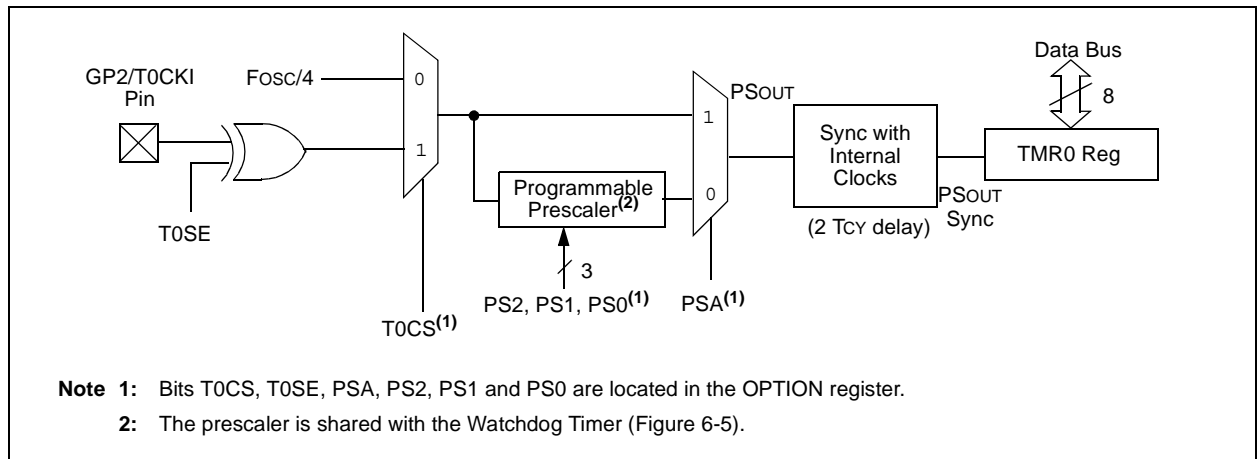 Data Bus
GP2/T0CKI
Pin
FOSC/4
0
PSOUT
8
1
1
Sync with
Internal
Clocks
TMR0 Reg
Programmable
Prescaler(2)
0
PSOUT
Sync
T0SE
(2 TCY delay)
3
PS2, PS1, PS0(1)
PSA(1)
T0CS(1)
Note 1: Bits T0CS, T0SE, PSA, PS2, PS1 and PS0 are located in the OPTION register.
2: The prescaler is shared with the Watchdog Timer (Figure 6-5).